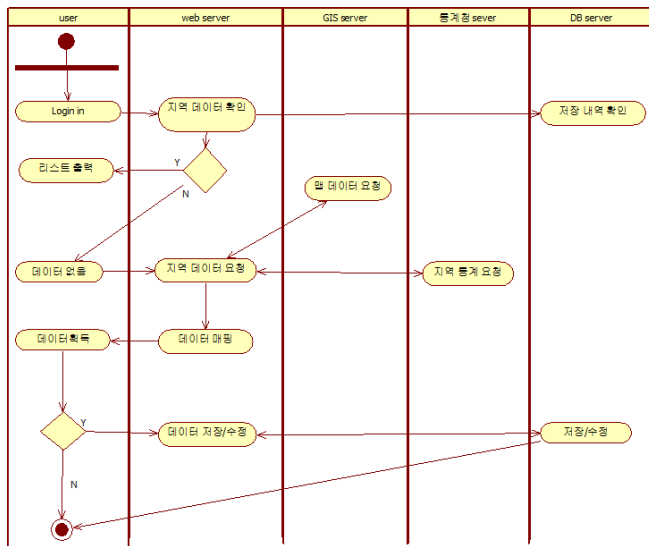 user
web server
GIS server
통계청 sever
DB server
Login in
지역 데이터 확인
저장 내역 확인
리스트 출력
Y
N
맵 데이터 요청
데이터 없음
지역 데이터 요청
지역 통계 요청
데이터획득
데이터 매핑
Y
데이터 저장/수정
저장/수정
N